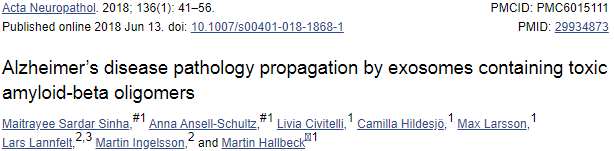 Acta Neuropathol. 2018; 136(1): 41–56. PMCID: PMC6015111
Published online 2018 Jun 13. doi: 10.1007/s00401-018-1868-1 PMID: 29934873
Alzheimer's disease pathology propagation by exosomes containing toxic
amyloid-beta oligomers
Maitrayee Sardar Sinha,#1 Anna Ansell-Schultz,#1 Livia Civitelli,1 Camilla Hildesjö,1 Max Larsson,1
Lars Lannfelt,2,3 Martin Ingelsson,2 and Martin Hallbeck1